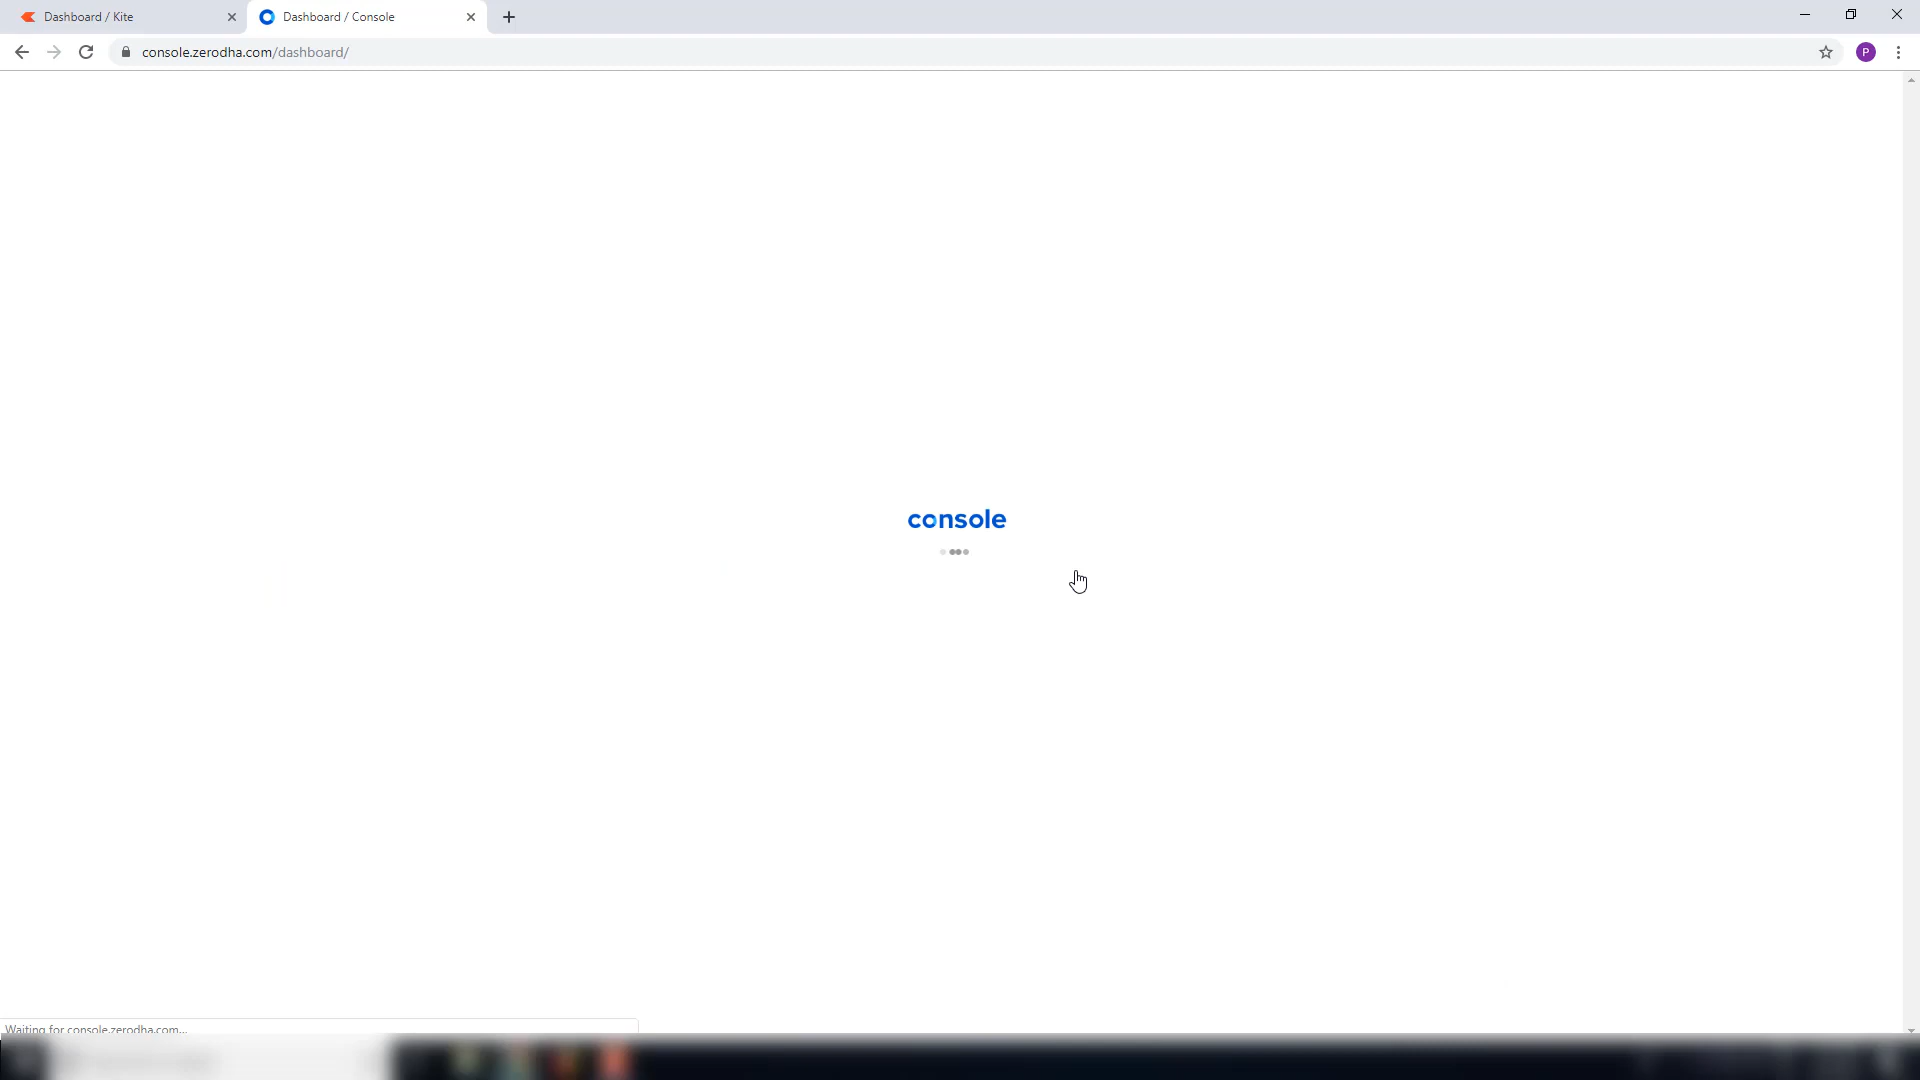 Dashboard / Kite
Dashboard / Console
console.zerodha.com/dashboard/
P
console
Waiting for console.zerodha.com...